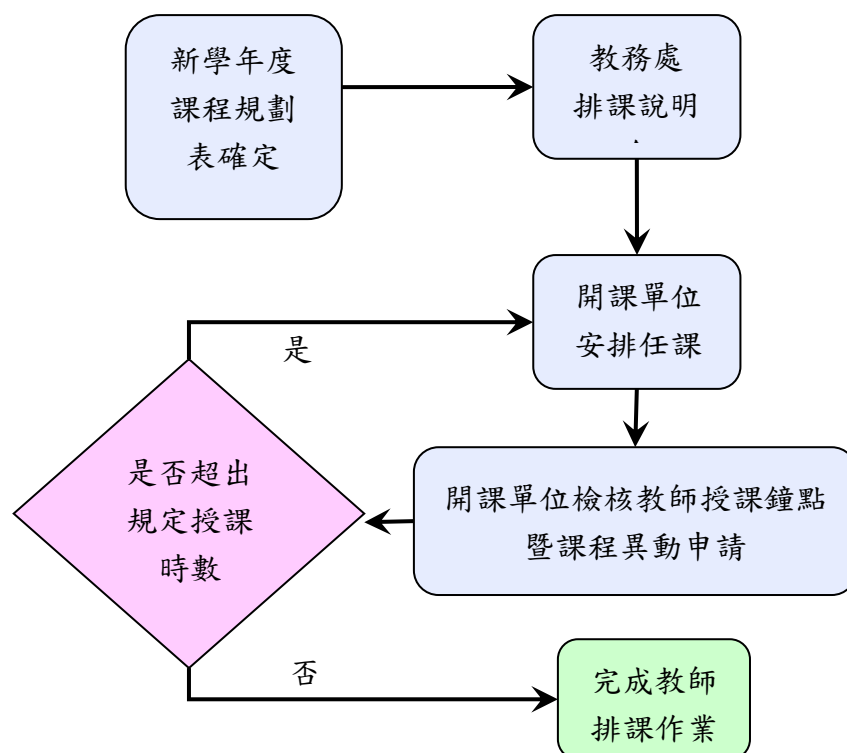 新學年度
課程規劃
表確定
教務處
排課說明
開課單位
安排任課
是
開課單位檢核教師授課鐘點
暨課程異動申請
是否超出
規定授課
時數
否
完成教師
排課作業